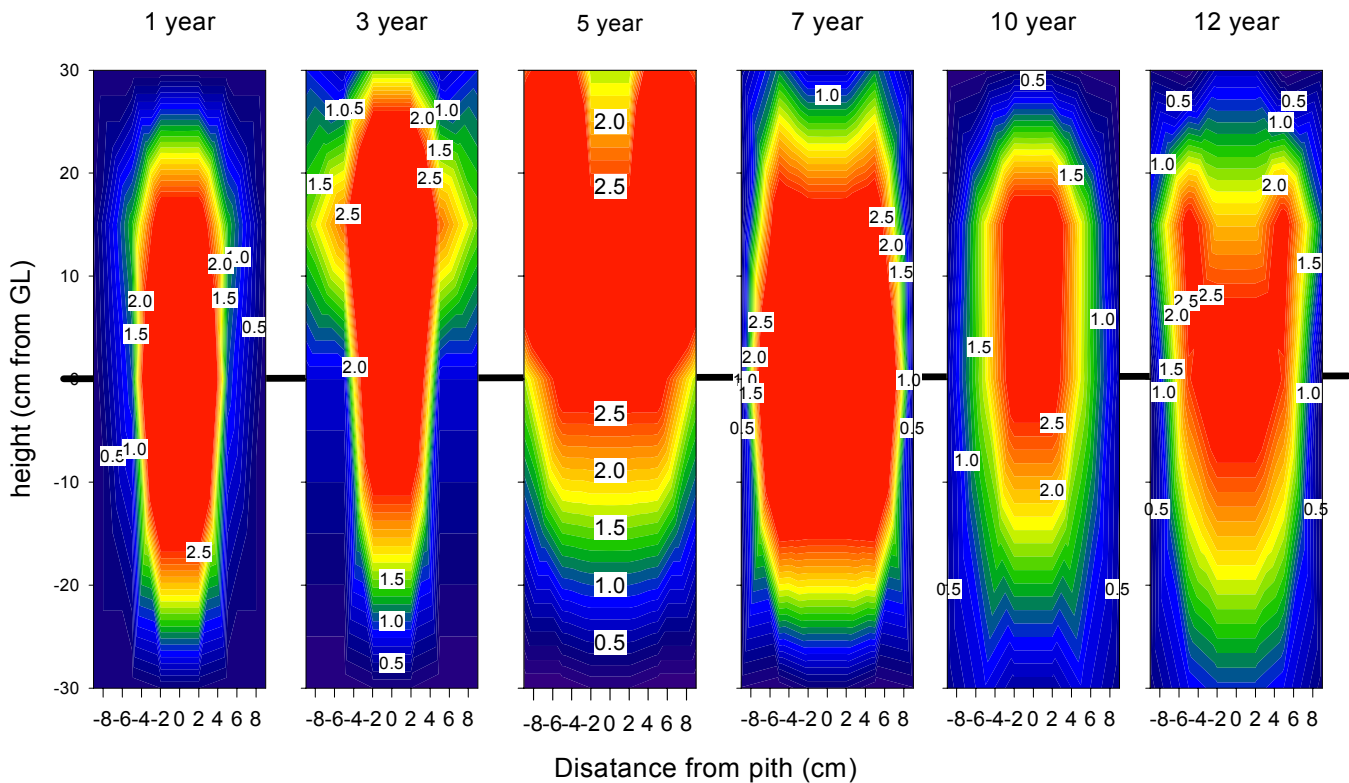 1 year 3 year 5 year 7 year 10 year 12 year
30
20
10
0
-10
-20
-30
height (cm from GL)
0.5 1.0 1.5 2.0 2.5 1.0 2.0 1.5 0.5
1.0 0.5 1.5 2.5 2.0 2.0 1.0 1.5 2.5 1.5 1.0 0.5
2.0 2.5 2.5 2.0 1.5 1.0 0.5
1.0 2.5 2.0 1.5 2.5 2.0 1.0 1.5 0.5 1.0 0.5
0.5 1.5 1.5 1.0 1.0 2.5 2.0 0.5 0.5
0.5 0.5 1.0 1.0 2.0 1.5 2.5 2.5 2.0 1.5 1.0 1.0 0.5 0.5
-8-6-4-2 0 2 4 6 8 -8-6-4-2 0 2 4 6 8 -8-6-4-2 0 2 4 6 8 -8-6-4-2 0 2 4 6 8 -8-6-4-2 0 2 4 6 8 -8-6-4-2 0 2 4 6 8
Disatance from pith (cm)